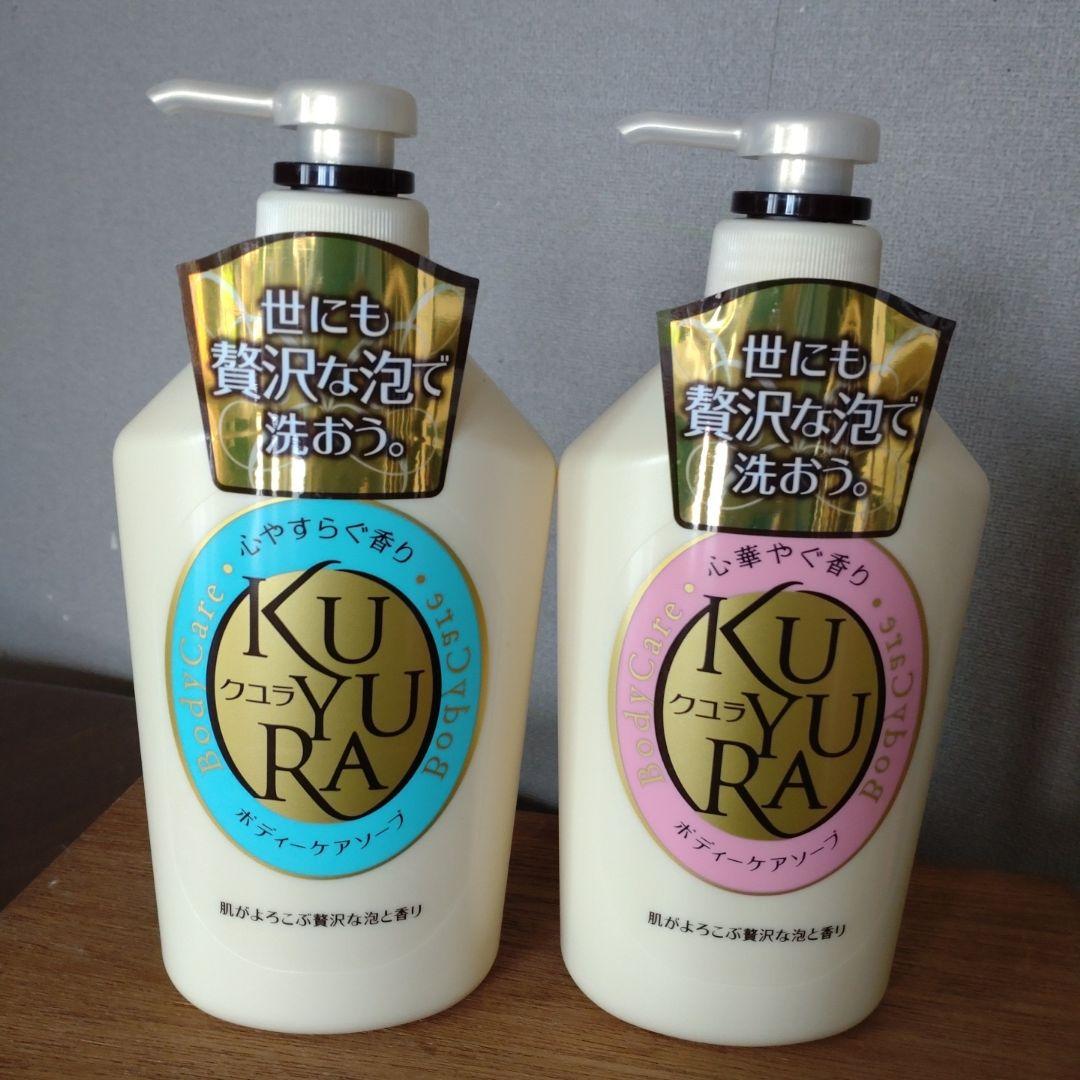 世にも
贅沢な泡で
洗おう。
心やすらぐ香り
BodyCare
BodyCare
KU
クユラ
YU
RA
ボディーケアソープ
肌がよろこぶ贅沢な泡と香り
世にも
贅沢な泡で
洗おう。
心華やぐ香り
BodyCare
BodyCare
KU
クユラ
YU
RA
ボディーケアソープ
肌がよろこぶ贅沢な泡と香り